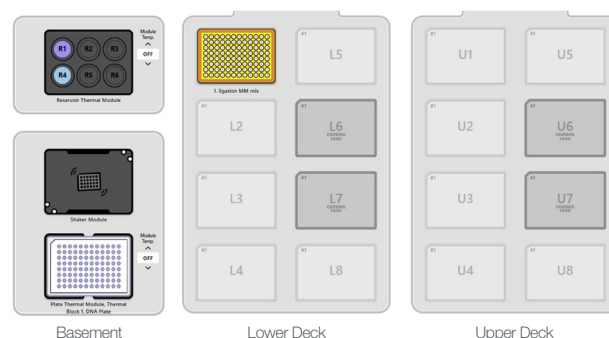 Module
Temp.
OFF
R1
R2
R3
R4
R5
R6
Reservoir Thermal Module
Shaker Module
Module
Temp.
OFF
Plate Thermal Module, Thermal
Block 1, DNA Plate
Basement
1. ligation MM mix
A1
L5
A1
L2
A1
L6
A1
L3
A1
L7
A1
L4
A1
L8
Lower Deck
A1
U1
A1
U5
A1
U2
A1
U6
A1
U3
A1
U7
A1
U4
A1
U8
Upper Deck